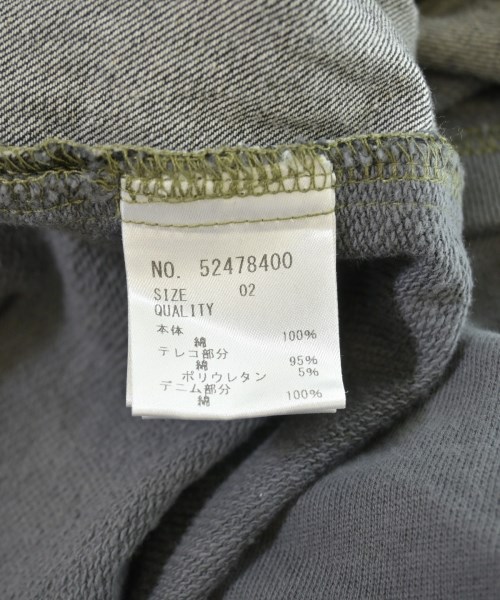 NO. 52478400
SIZE 02
QUALITY
本体
綿 100%
テレコ部分
綿 95%
ポリウレタン 5%
デニム部分
綿 100%